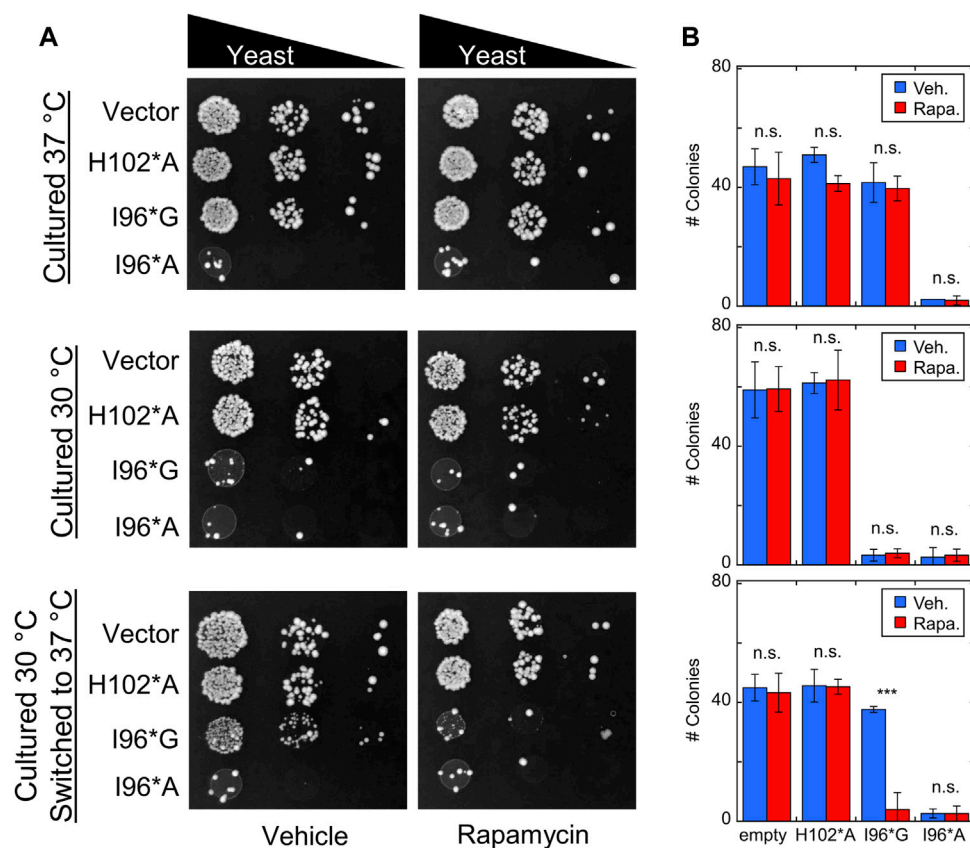 A
Yeast
Yeast
Cultured 37 °C
Vector
H102*A
I96*G
I96*A
Cultured 30 °C
Vector
H102*A
I96*G
I96*A
Cultured 30 °C
Switched to 37 °C
Vector
H102*A
I96*G
I96*A
Vehicle
Rapamycin
B
80
40
0
# Colonies
Veh.
Rapa.
n.s.
n.s.
n.s.
n.s.
80
40
0
# Colonies
Veh.
Rapa.
n.s.
n.s.
n.s.
n.s.
80
40
0
# Colonies
Veh.
Rapa.
n.s.
n.s.
***
n.s.
empty
H102*A
I96*G
I96*A